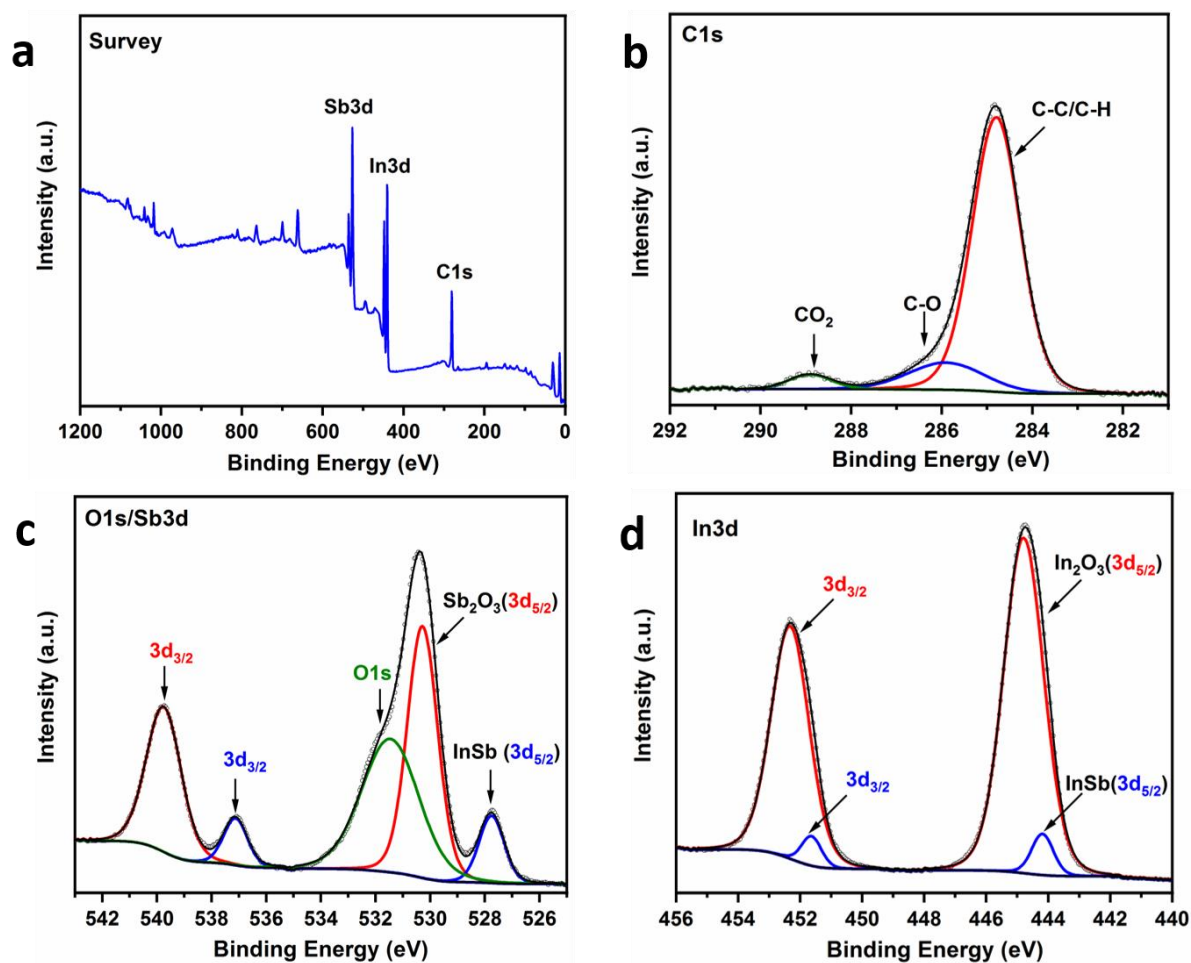 a
Survey
Sb3d
In3d
C1s
Intensity (a.u.)
1200 1000 800 600 400 200 0
Binding Energy (eV)
b
C1s
C-C/C-H
C-O
CO₂
Intensity (a.u.)
292 290 288 286 284 282
Binding Energy (eV)
c
O1s/Sb3d
Sb₂O₃(3d₅/₂)
3d₃/₂
O1s
3d₃/₂
InSb (3d₅/₂)
Intensity (a.u.)
542 540 538 536 534 532 530 528 526
Binding Energy (eV)
d
In3d
In₂O₃(3d₅/₂)
3d₃/₂
3d₃/₂
InSb(3d₅/₂)
Intensity (a.u.)
456 454 452 450 448 446 444 442 440
Binding Energy (eV)